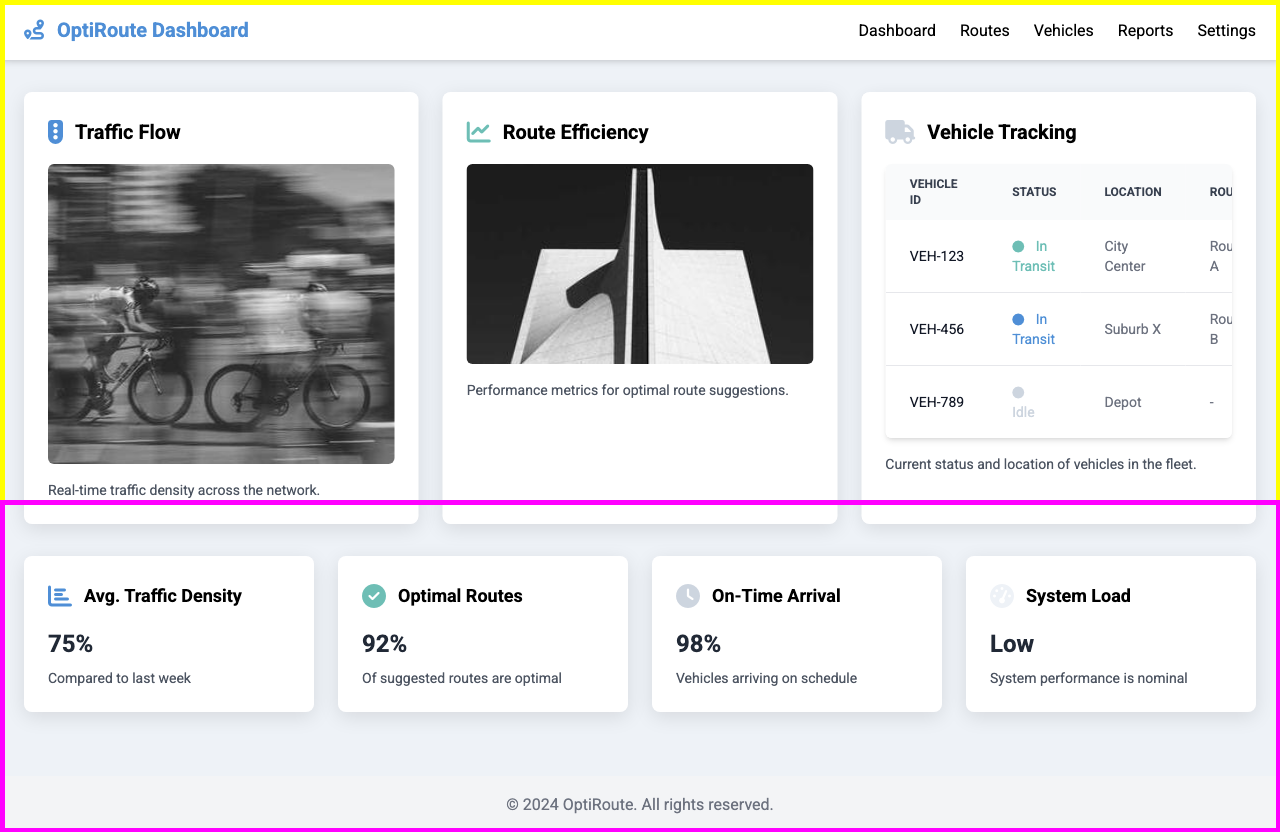 OptiRoute Dashboard
Dashboard Routes Vehicles Reports Settings
Traffic Flow
Real-time traffic density across the network.
Route Efficiency
Performance metrics for optimal route suggestions.
Vehicle Tracking
VEHICLE
ID
STATUS
LOCATION
ROU
VEH-123
In
Transit
City
Center
Rou
A
VEH-456
In
Transit
Suburb X
Rou
B
VEH-789
Idle
Depot
-
Current status and location of vehicles in the fleet.
Avg. Traffic Density
75%
Compared to last week
Optimal Routes
92%
Of suggested routes are optimal
On-Time Arrival
98%
Vehicles arriving on schedule
System Load
Low
System performance is nominal
© 2024 OptiRoute. All rights reserved.